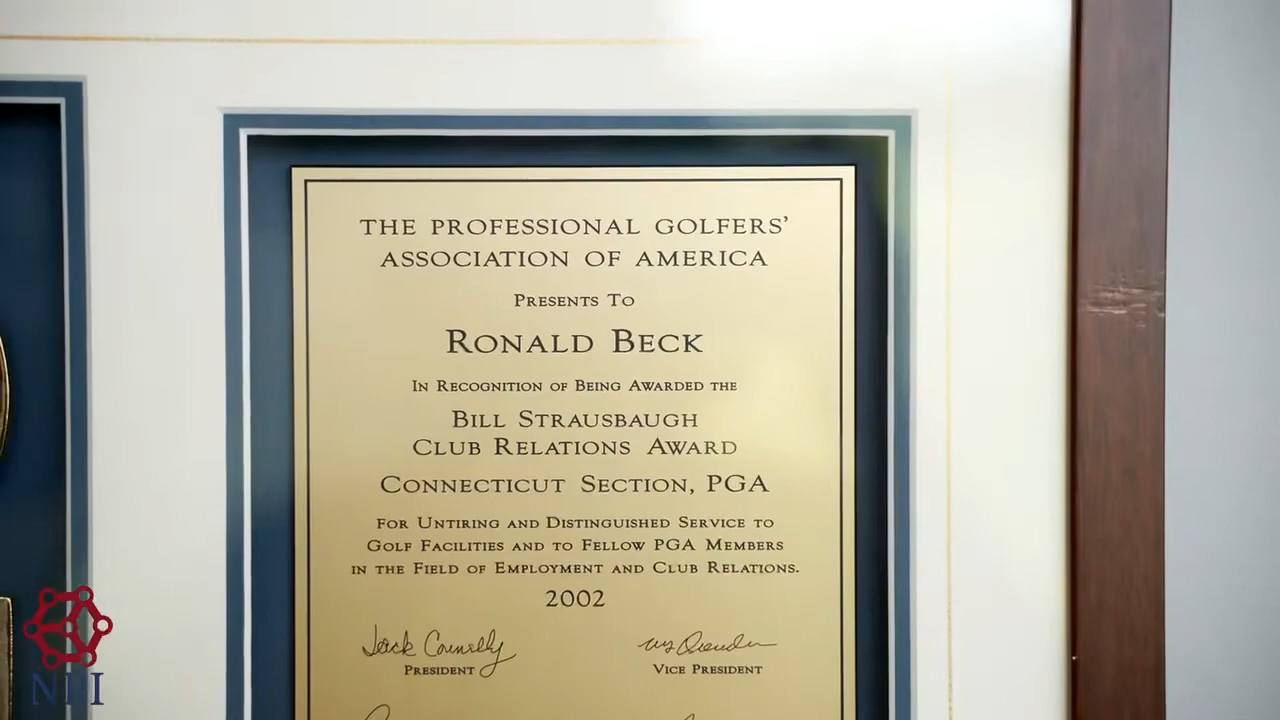 THE PROFESSIONAL GOLFERS'
ASSOCIATION OF AMERICA
PRESENTS TO
RONALD BECK
IN RECOGNITION OF BEING AWARDED THE
BILL STRAUSBAUGH
CLUB RELATIONS AWARD
CONNECTICUT SECTION, PGA
FOR UNTIRING AND DISTINGUISHED SERVICE TO
GOLF FACILITIES AND TO FELLOW PGA MEMBERS
IN THE FIELD OF EMPLOYMENT AND CLUB RELATIONS.
2002
Jack Connelly
PRESIDENT
VICE PRESIDENT